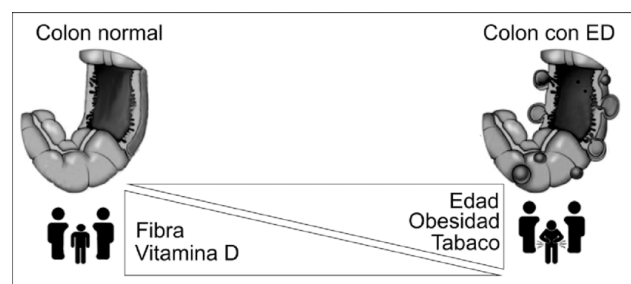 Colon normal
Colon con ED
Fibra
Vitamina D
Edad
Obesidad
Tabaco